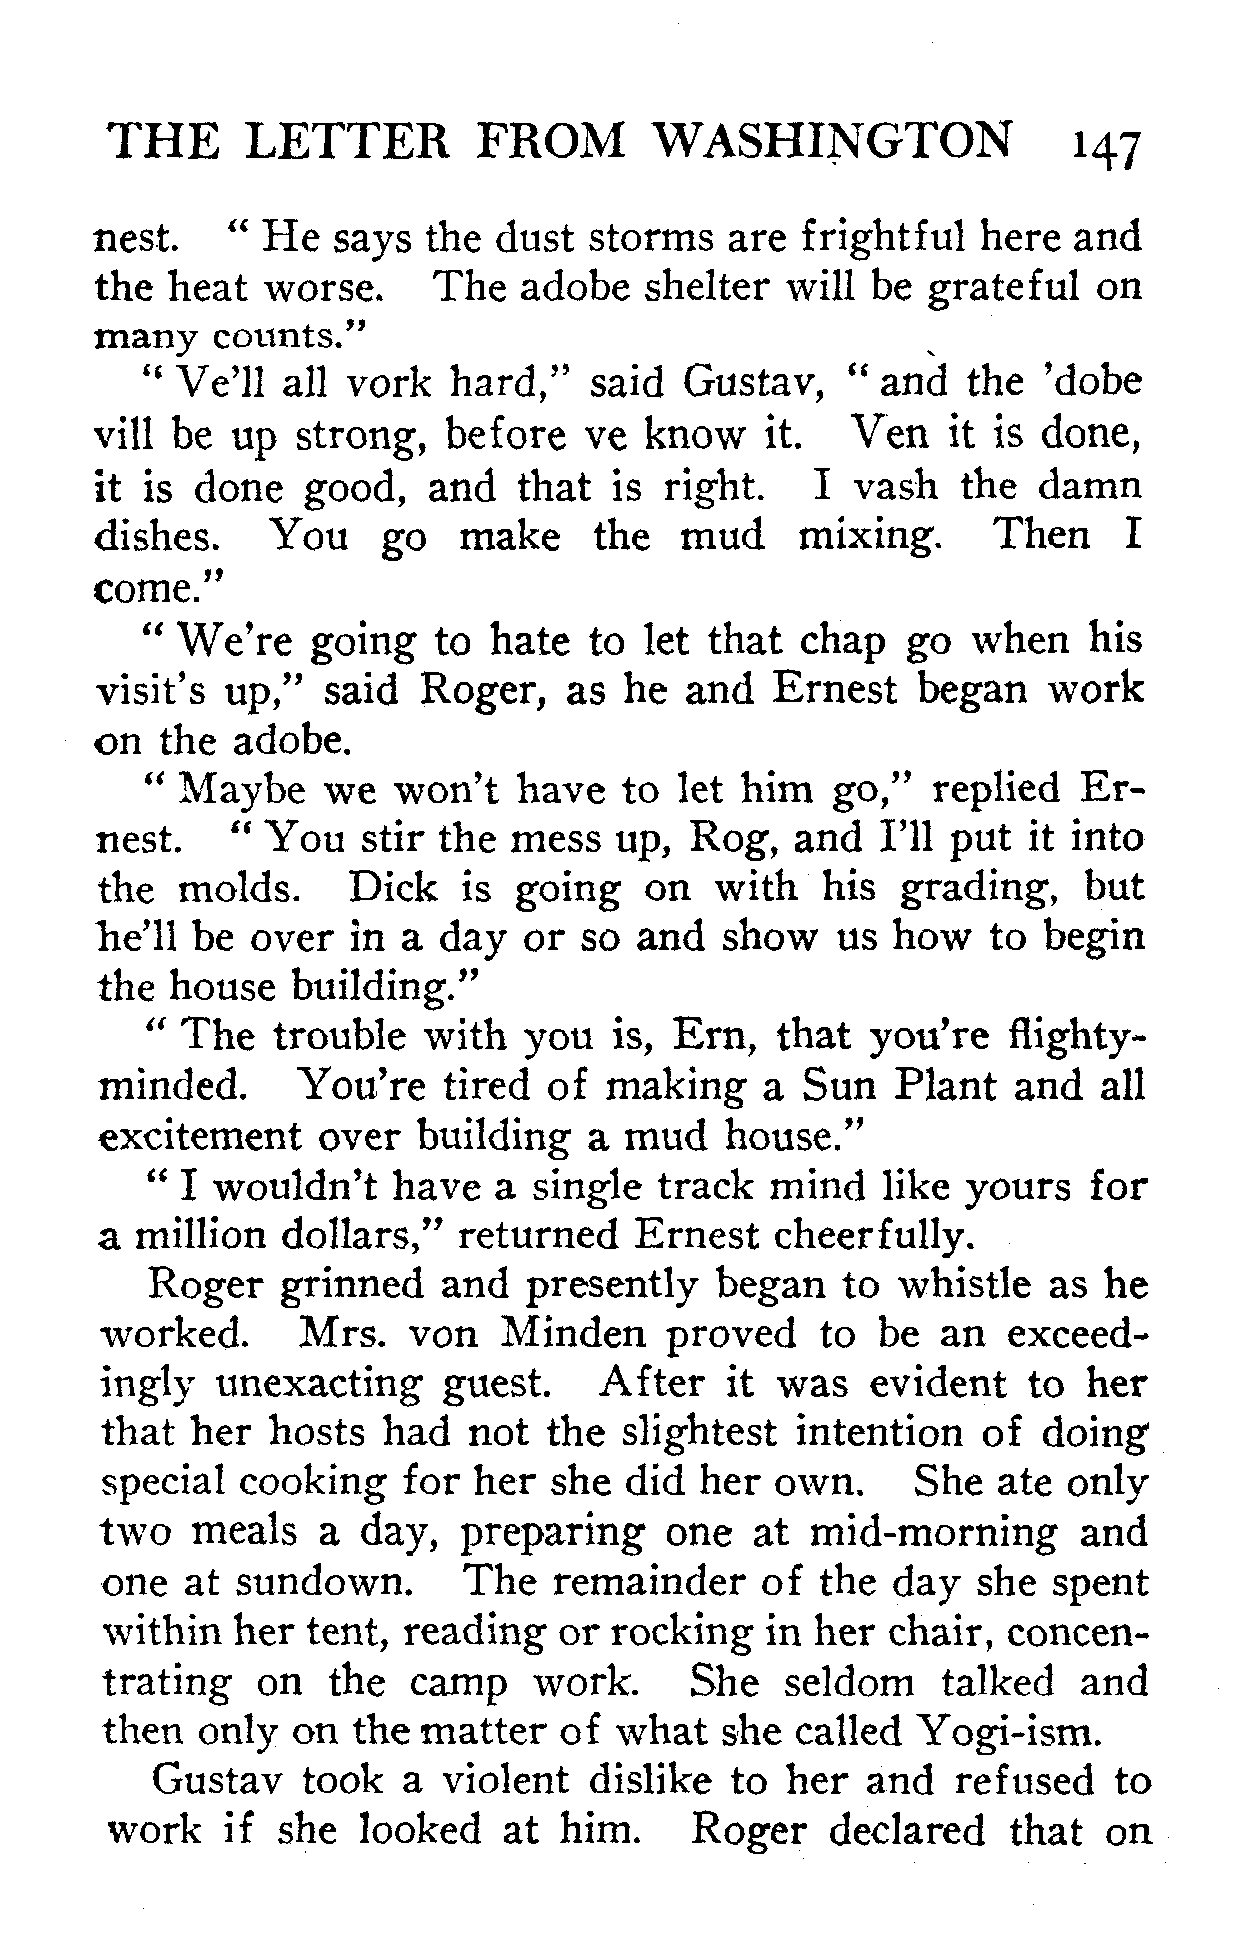 THE LETTER FROM WASHINGTON 147
nest. " He says the dust storms are frightful here and
the heat worse. The adobe shelter will be grateful on
many counts."
" Ve'll all vork hard," said Gustav, " and the 'dobe
vill be up strong, before ve know it. Ven it is done,
it is done good, and that is right. I vash the damn
dishes. You go make the mud mixing. Then I
come."
" We're going to hate to let that chap go when his
visit's up," said Roger, as he and Ernest began work
on the adobe.
" Maybe we won't have to let him go," replied Er-
nest. " You stir the mess up, Rog, and I'll put it into
the molds. Dick is going on with his grading, but
he'll be over in a day or so and show us how to begin
the house building."
" The trouble with you is, Ern, that you're flighty-
minded. You're tired of making a Sun Plant and all
excitement over building a mud house."
" I wouldn't have a single track mind like yours for
a million dollars," returned Ernest cheerfully.
Roger grinned and presently began to whistle as he
worked. Mrs. von Minden proved to be an exceed-
ingly unexacting guest. After it was evident to her
that her hosts had not the slightest intention of doing
special cooking for her she did her own. She ate only
two meals a day, preparing one at mid-morning and
one at sundown. The remainder of the day she spent
within her tent, reading or rocking in her chair, concen-
trating on the camp work. She seldom talked and
then only on the matter of what she called Yogi-ism.
Gustav took a violent dislike to her and refused to
work if she looked at him. Roger declared that on